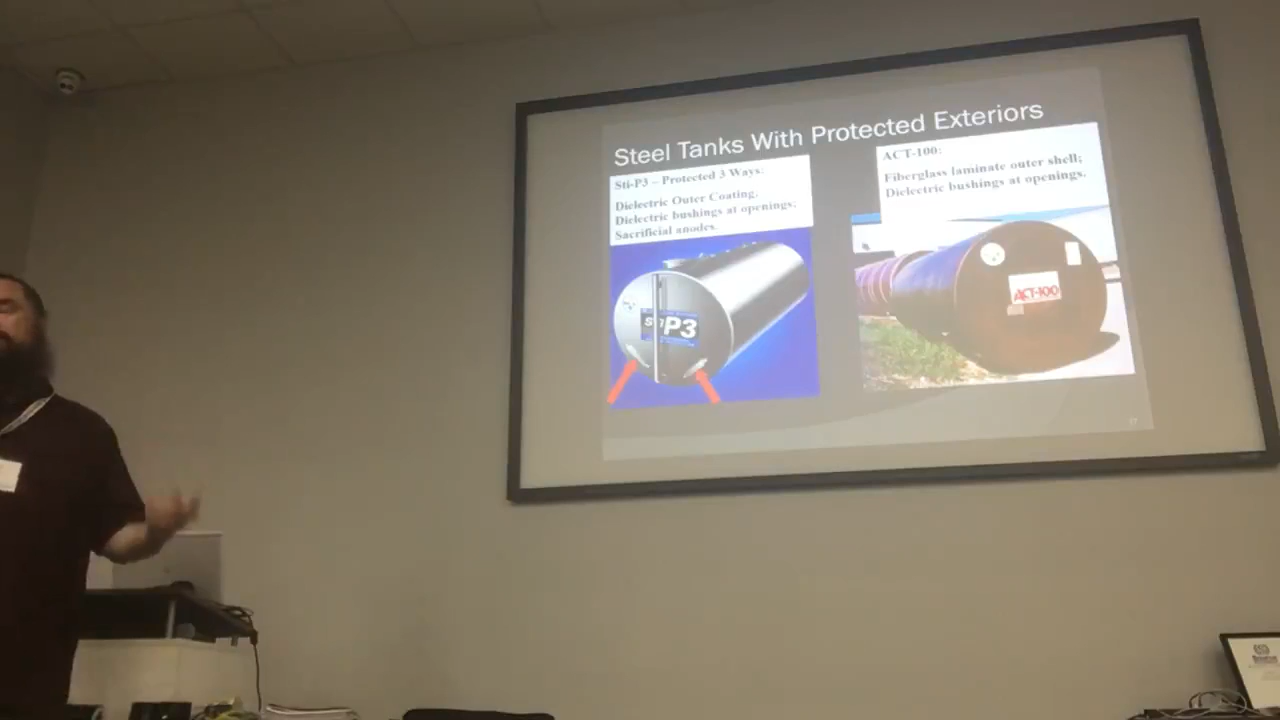 Steel Tanks With Protected Exteriors
Sti-P3 – Protected 3 Ways:
Dielectric Outer Coating;
Dielectric bushings at openings;
Sacrificial anodes.
ACT-100:
Fiberglass laminate outer shell;
Dielectric bushings at openings.
sti P3
ACT-100